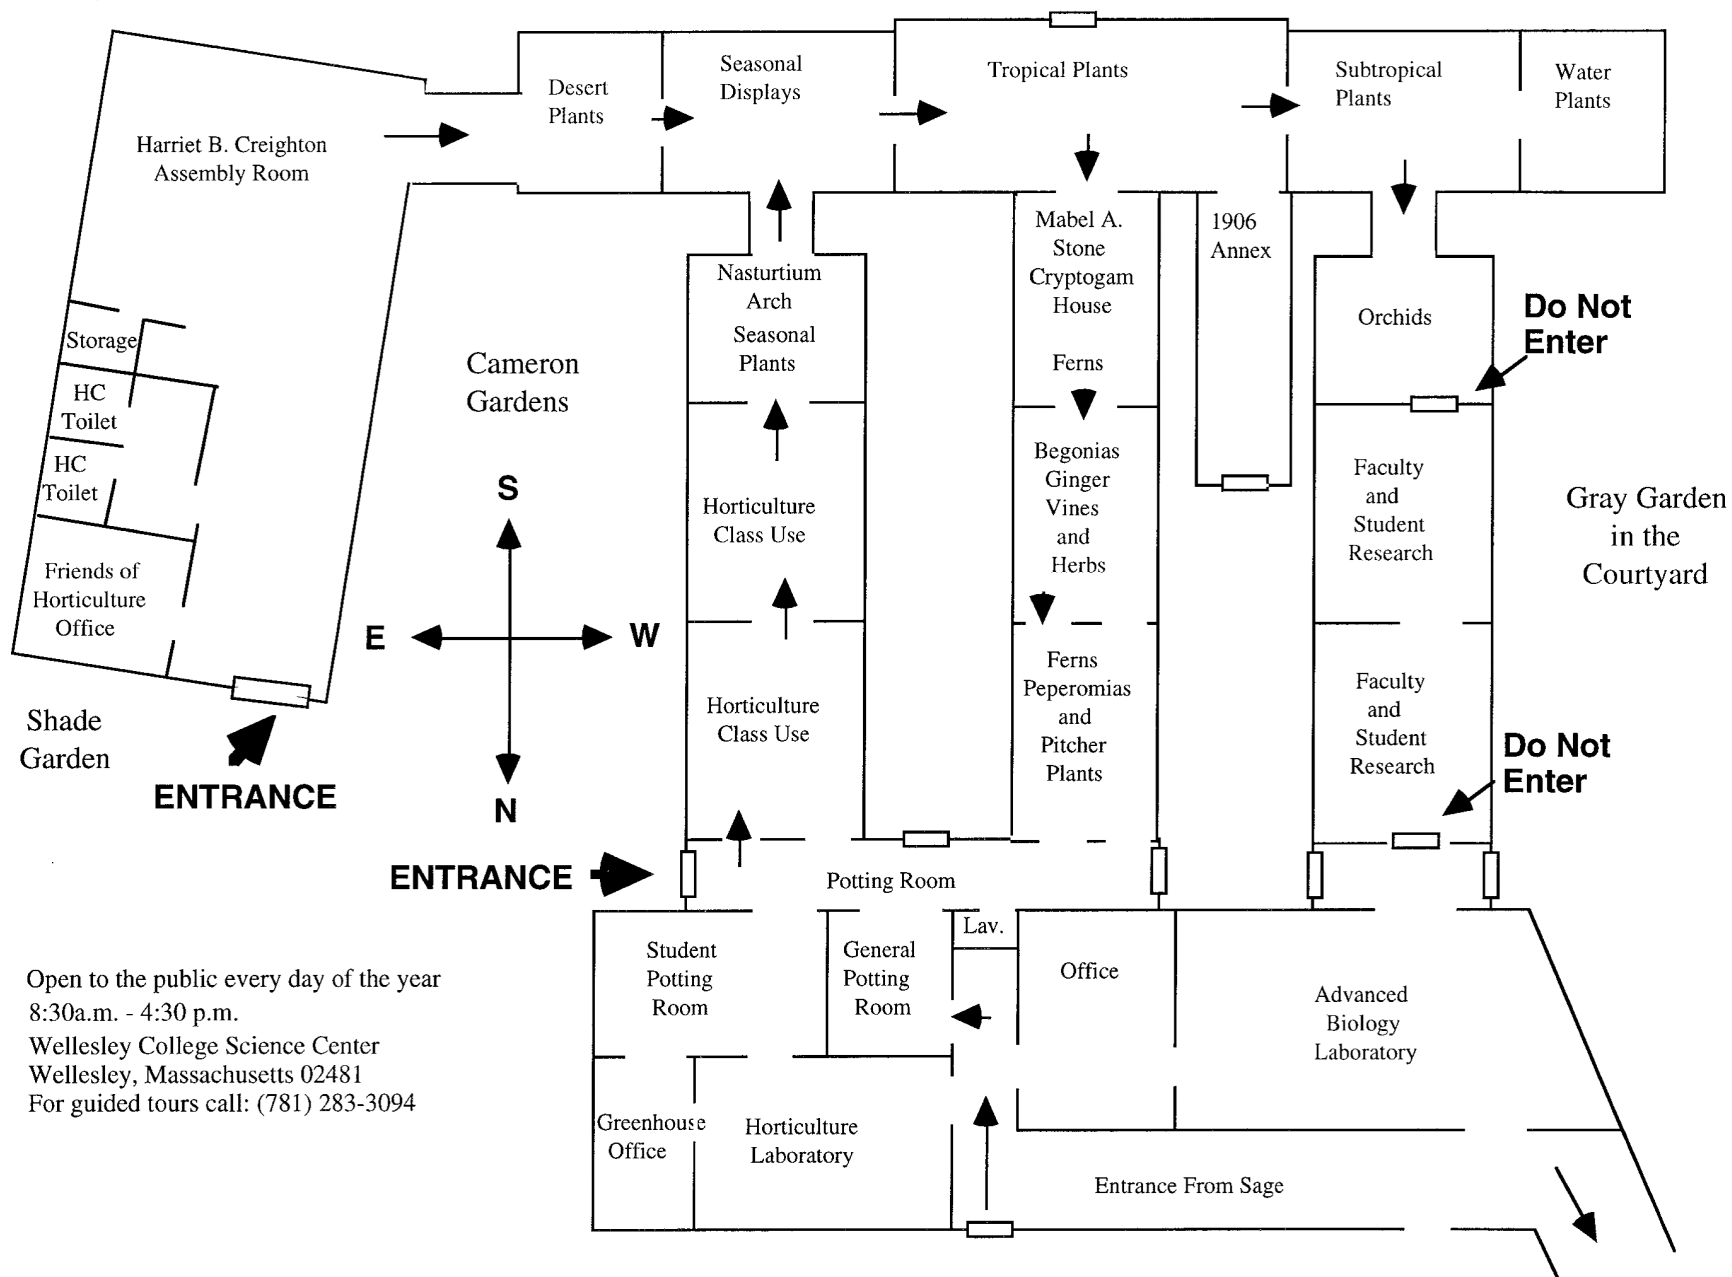 Harriet B. Creighton
Assembly Room
Desert
Plants
Seasonal
Displays
Tropical Plants
Subtropical
Plants
Water
Plants
Storage
HC
Toilet
HC
Toilet
Friends of
Horticulture
Office
Shade
Garden
ENTRANCE
Cameron
Gardens
S
E
W
N
Nasturtium
Arch
Seasonal
Plants
Horticulture
Class Use
Horticulture
Class Use
Mabel A.
Stone
Cryptogam
House
Ferns
Begonias
Ginger
Vines
and
Herbs
Ferns
Peperomias
and
Pitcher
Plants
1906
Annex
Orchids
Do Not
Enter
Faculty
and
Student
Research
Gray Garden
in the
Courtyard
Faculty
and
Student
Research
Do Not
Enter
ENTRANCE
Potting Room
Student
Potting
Room
General
Potting
Room
Lav.
Office
Advanced
Biology
Laboratory
Greenhouse
Office
Horticulture
Laboratory
Entrance From Sage
Open to the public every day of the year
8:30a.m. - 4:30 p.m.
Wellesley College Science Center
Wellesley, Massachusetts 02481
For guided tours call: (781) 283-3094